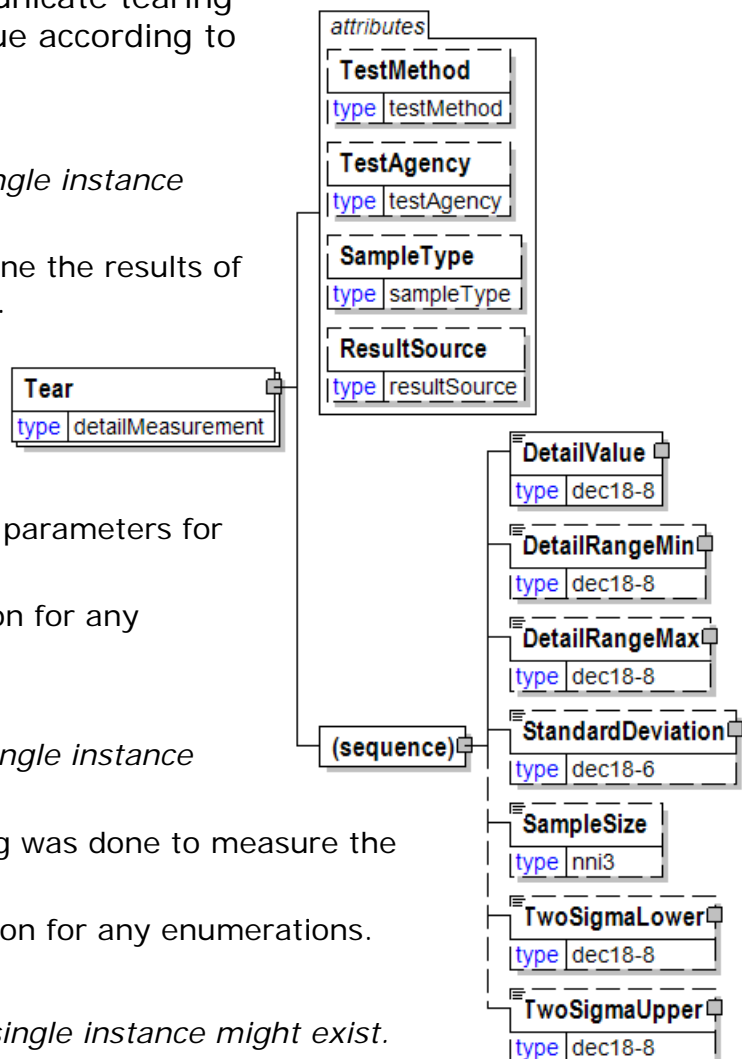 unicate tearing
ue according to
ngle instance
ne the results of
.
parameters for
on for any
ngle instance
g was done to measure the
on for any enumerations.
single instance might exist.
attributes
TestMethod
type testMethod
TestAgency
type testAgency
SampleType
type sampleType
ResultSource
type resultSource
Tear
type detailMeasurement
(sequence)
DetailValue
type dec18-8
DetailRangeMin
type dec18-8
DetailRangeMax
type dec18-8
StandardDeviation
type dec18-6
SampleSize
type nni3
TwoSigmaLower
type dec18-8
TwoSigmaUpper
type dec18-8